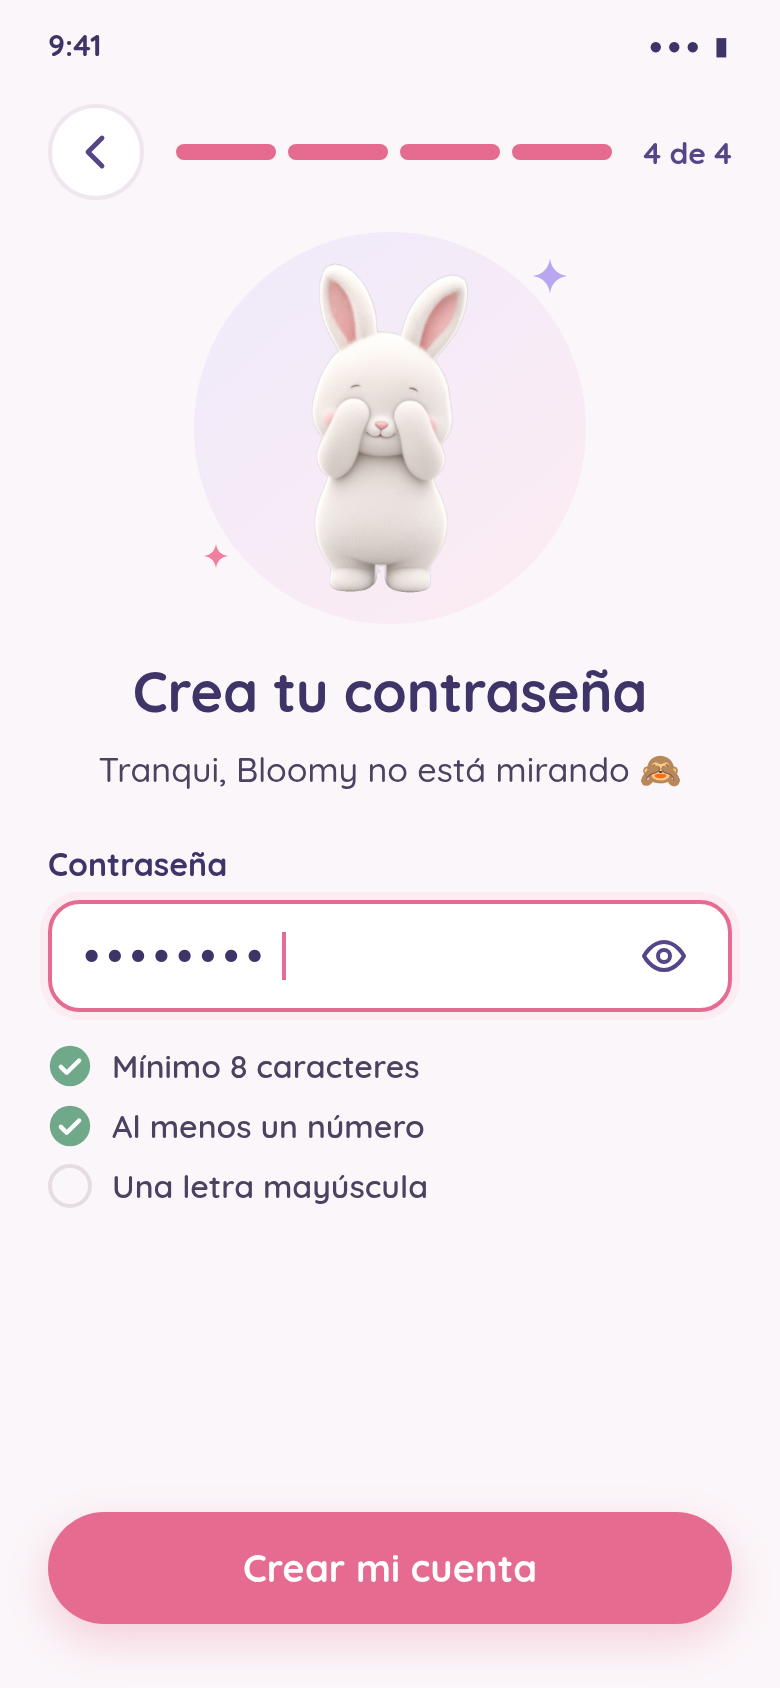 9:41
4 de 4
Crea tu contraseña
Tranqui, Bloomy no está mirando 🙈
Contraseña
••••••••
Mínimo 8 caracteres
Al menos un número
Una letra mayúscula
Crear mi cuenta